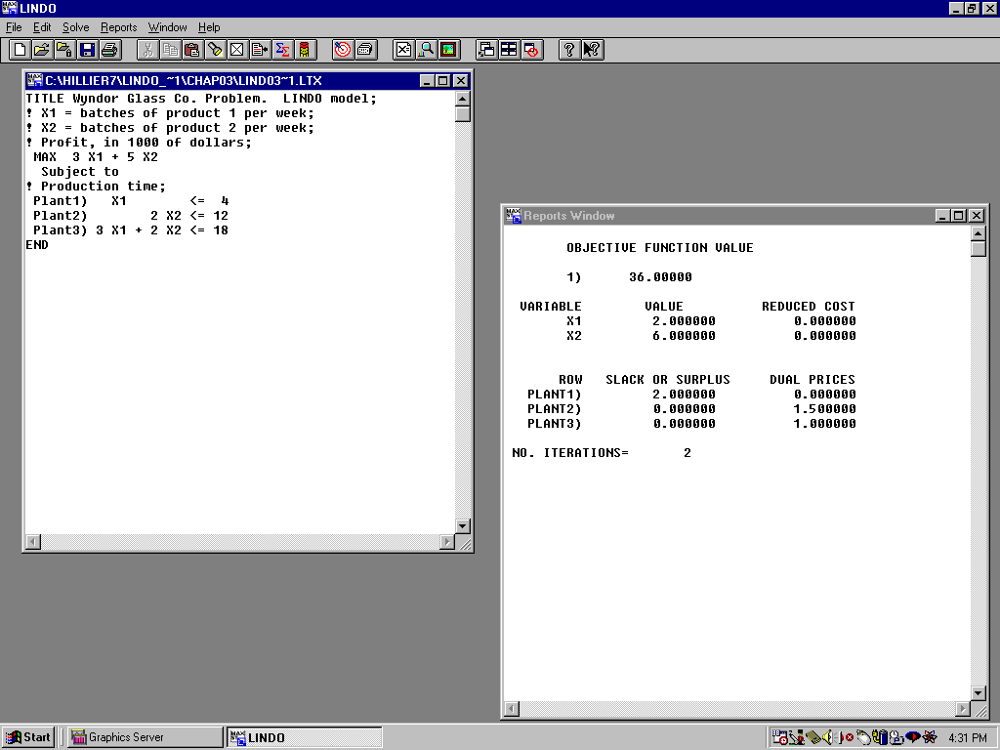 LINDO
File Edit Solve Reports Window Help
C:\HILLIER7\LINDO_~1\CHAP03\LINDO3~1.LTX
TITLE Wyndor Glass Co. Problem.  LINDO model;
! X1 = batches of product 1 per week;
! X2 = batches of product 2 per week;
! Profit, in 1000 of dollars;
MAX  3 X1 + 5 X2
Subject to
! Production time;
Plant1)   X1        <=  4
Plant2)        2 X2 <= 12
Plant3) 3 X1 + 2 X2 <= 18
END
Reports Window
OBJECTIVE FUNCTION VALUE
1)      36.00000
VARIABLE        VALUE          REDUCED COST
X1         2.000000          0.000000
X2         6.000000          0.000000
ROW   SLACK OR SURPLUS     DUAL PRICES
PLANT1)         2.000000          0.000000
PLANT2)         0.000000          1.500000
PLANT3)         0.000000          1.000000
NO. ITERATIONS=       2
Start Graphics Server LINDO 4:31 PM